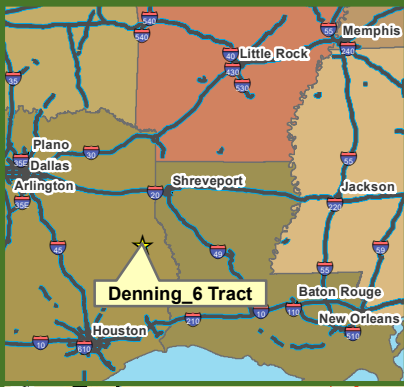 540
55
Memphis
540
40
Little Rock
240
35
430
530
Plano
30
55
35E
Dallas
Arlington
20
Shreveport
Jackson
35E
220
45
49
59
55
Denning_6 Tract
Baton Rouge
10
110
New Orleans
210
Houston
510
10
610